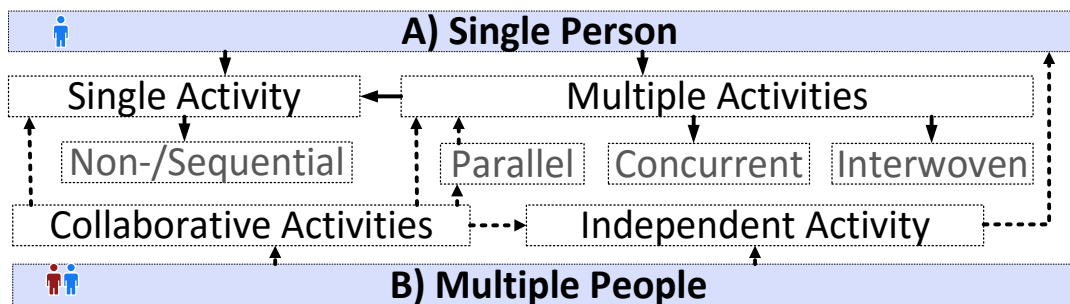 A) Single Person
Single Activity
Multiple Activities
Non-/Sequential
Parallel
Concurrent
Interwoven
Collaborative Activities
Independent Activity
B) Multiple People